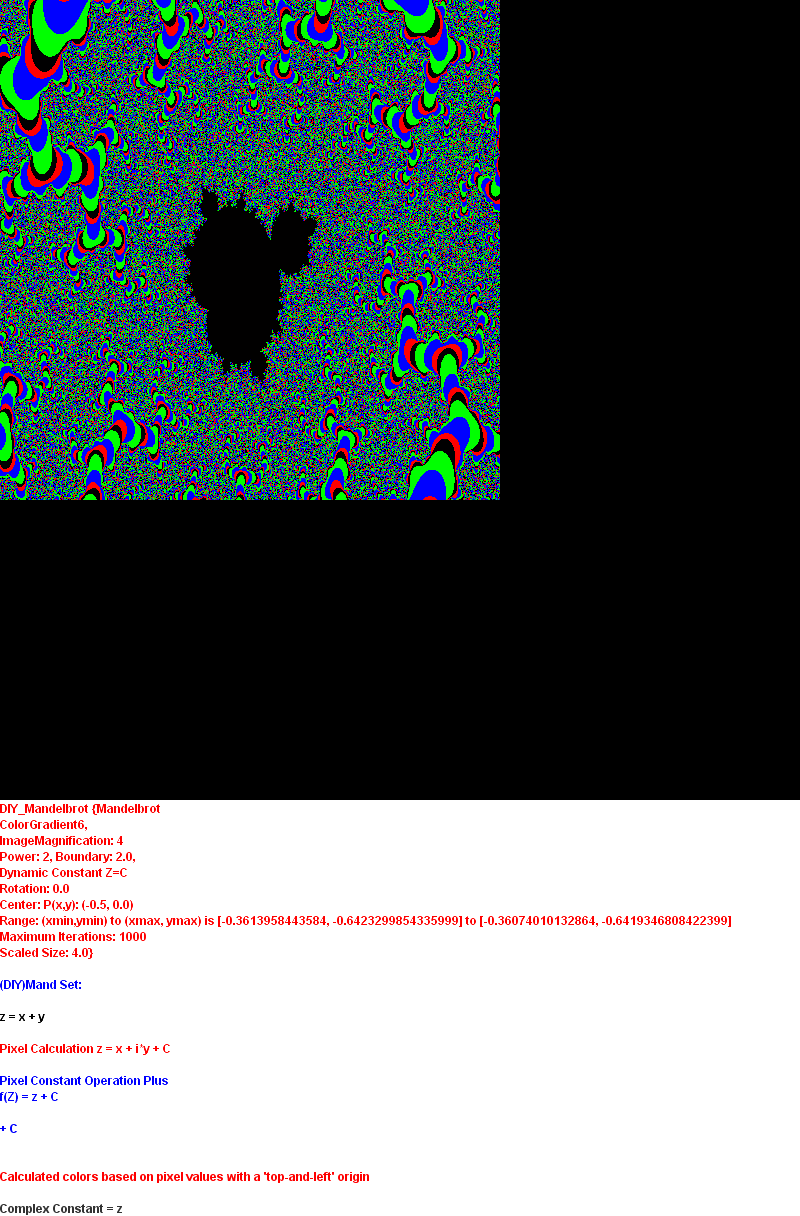 DIY_Mandelbrot {Mandelbrot
ColorGradient6,
ImageMagnification: 4
Power: 2, Boundary: 2.0,
Dynamic Constant Z=C
Rotation: 0.0
Center: P(x,y): (-0.5, 0.0)
Range: (xmin,ymin) to (xmax, ymax) is [-0.3613958443584, -0.6423299854335999] to [-0.36074010132864, -0.6419346808422399]
Maximum Iterations: 1000
Scaled Size: 4.0}
(DIY)Mand Set:
z = x + y
Pixel Calculation z = x + i*y + C
Pixel Constant Operation Plus
f(Z) = z + C
+ C
Calculated colors based on pixel values with a 'top-and-left' origin
Complex Constant = z